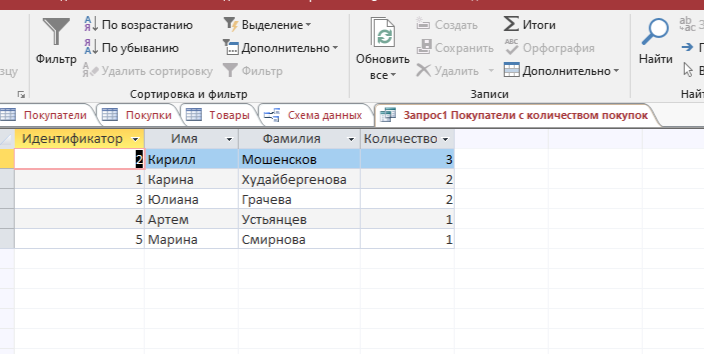 По возрастанию Выделение Создать Итоги
По убыванию Дополнительно Сохранить Орфография
Фильтр Обновить Найти
Удалить сортировку Фильтр все Удалить Дополнительно
Сортировка и фильтр Записи
Покупатели Покупки Товары Схема данных Запрос1 Покупатели с количеством покупок
Идентификатор Имя Фамилия Количество
2 Кирилл Мошенсков 3
1 Карина Худайбергенова 2
3 Юлиана Грачева 2
4 Артем Устьянцев 1
5 Марина Смирнова 1